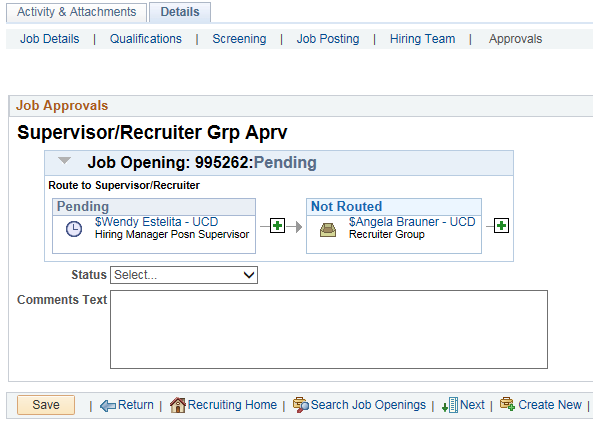 Activity & Attachments Details
Job Details | Qualifications | Screening | Job Posting | Hiring Team | Approvals
Job Approvals
Supervisor/Recruiter Grp Aprv
Job Opening: 995262:Pending
Route to Supervisor/Recruiter
Pending Not Routed
$Wendy Estelita - UCD $Angela Brauner - UCD
Hiring Manager Posn Supervisor Recruiter Group
Status Select...
Comments Text
Save | Return | Recruiting Home | Search Job Openings | Next | Create New |